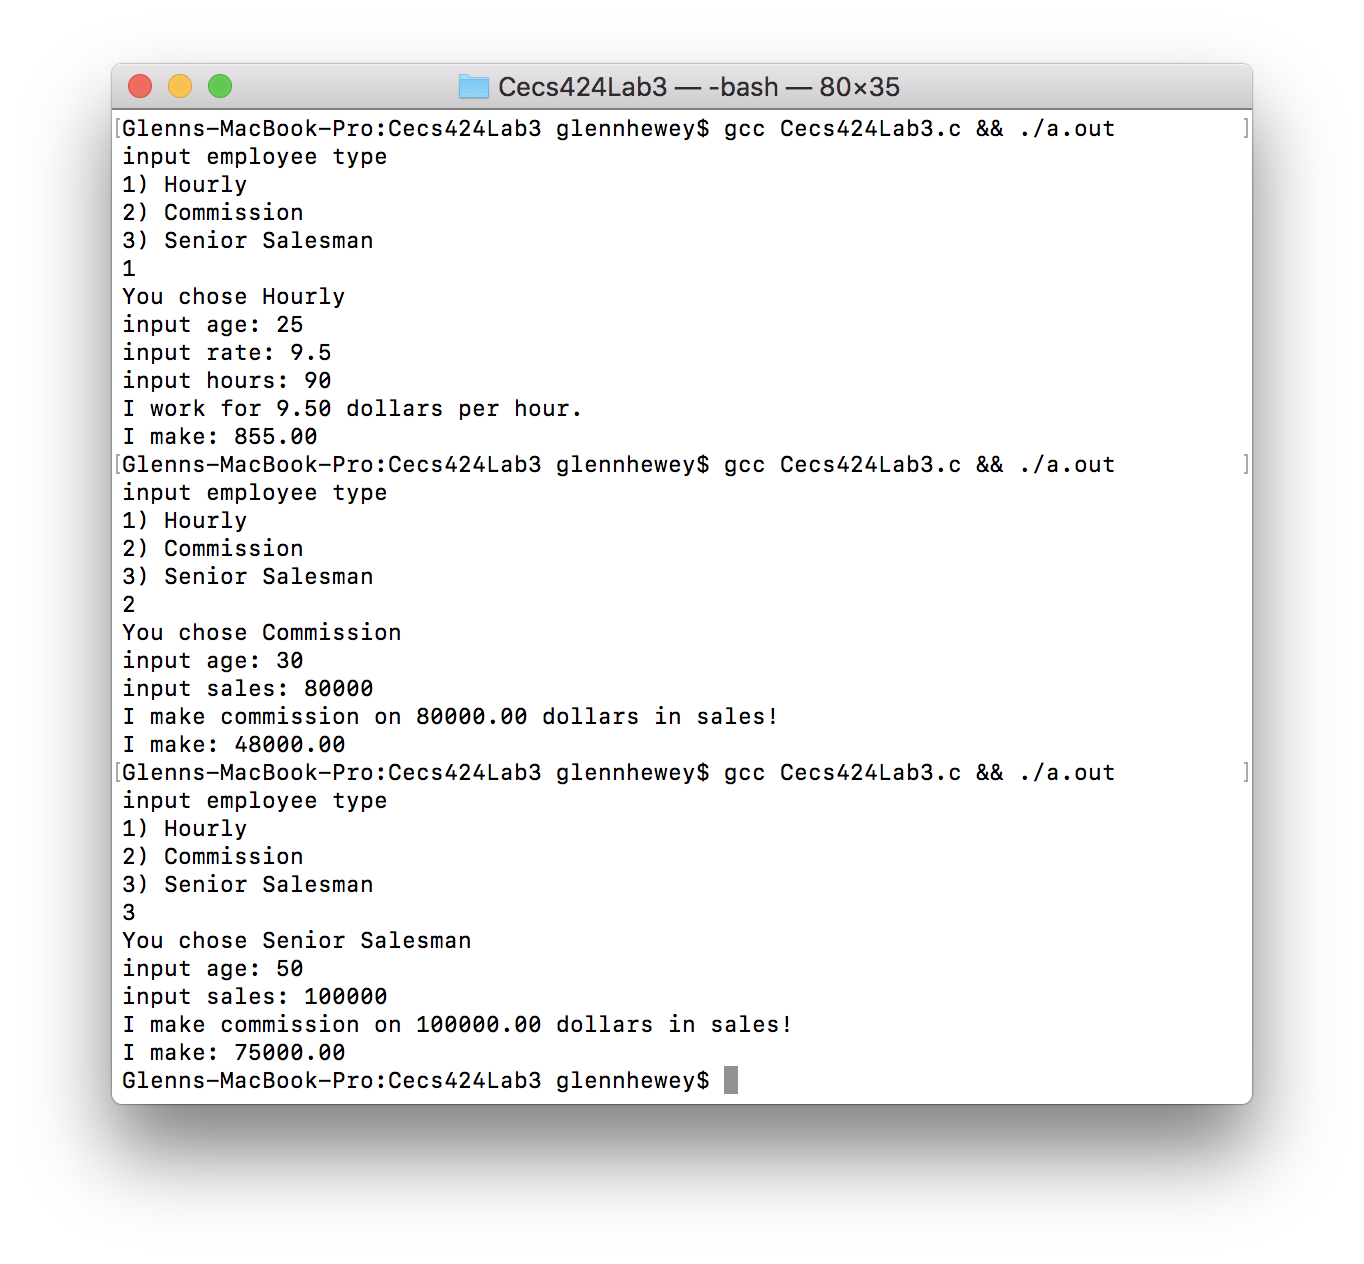 Cecs424Lab3 — -bash — 80×35
[Glenns-MacBook-Pro:Cecs424Lab3 glennhewey$ gcc Cecs424Lab3.c && ./a.out ]
input employee type
1) Hourly
2) Commission
3) Senior Salesman
1
You chose Hourly
input age: 25
input rate: 9.5
input hours: 90
I work for 9.50 dollars per hour.
I make: 855.00
[Glenns-MacBook-Pro:Cecs424Lab3 glennhewey$ gcc Cecs424Lab3.c && ./a.out ]
input employee type
1) Hourly
2) Commission
3) Senior Salesman
2
You chose Commission
input age: 30
input sales: 80000
I make commission on 80000.00 dollars in sales!
I make: 48000.00
[Glenns-MacBook-Pro:Cecs424Lab3 glennhewey$ gcc Cecs424Lab3.c && ./a.out ]
input employee type
1) Hourly
2) Commission
3) Senior Salesman
3
You chose Senior Salesman
input age: 50
input sales: 100000
I make commission on 100000.00 dollars in sales!
I make: 75000.00
Glenns-MacBook-Pro:Cecs424Lab3 glennhewey$